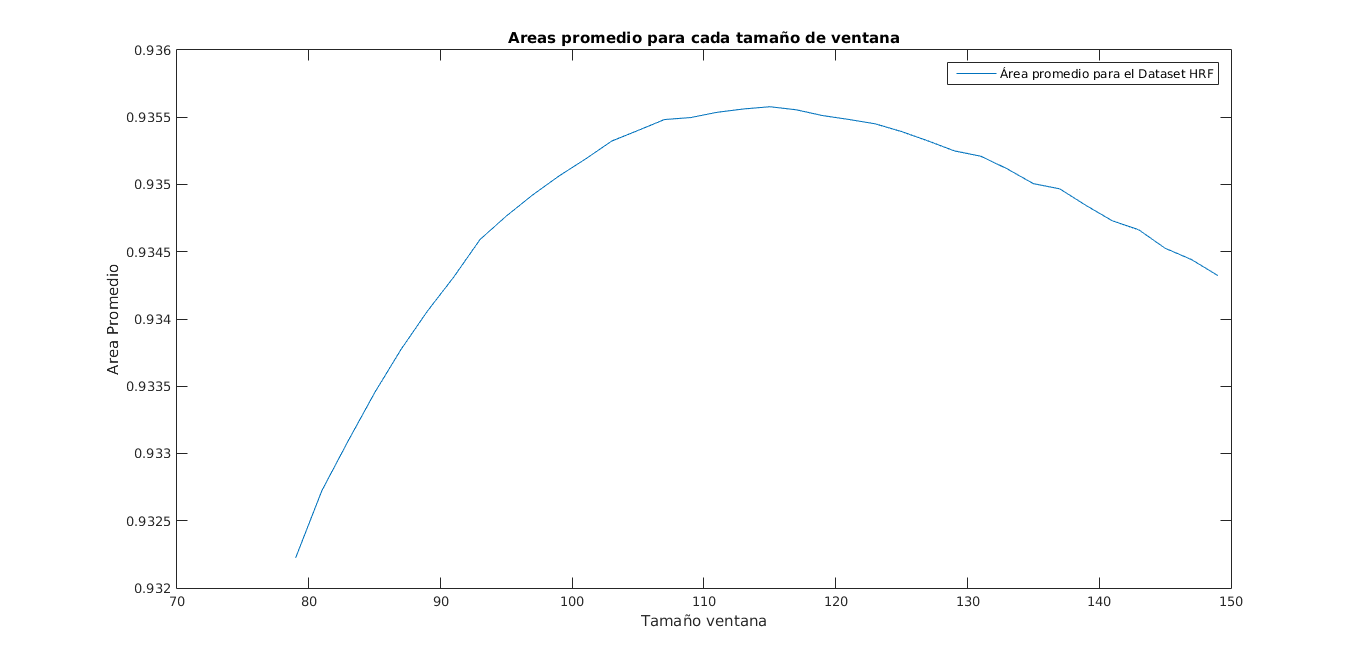 Areas promedio para cada tamaño de ventana
Área promedio para el Dataset HRF
0.936
0.9355
0.935
0.9345
0.934
0.9335
0.933
0.9325
0.932
Area Promedio
70 80 90 100 110 120 130 140 150
Tamaño ventana